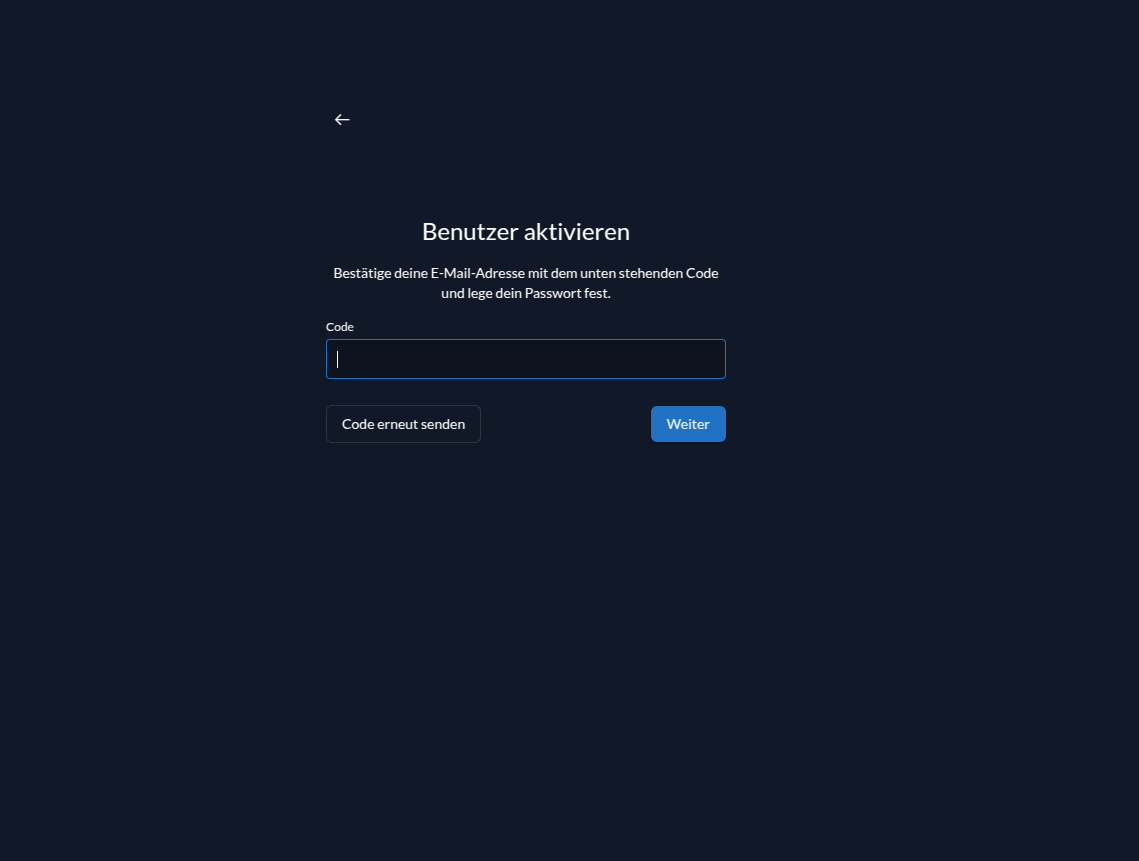 Benutzer aktivieren
Bestätige deine E-Mail-Adresse mit dem unten stehenden Code
und lege dein Passwort fest.
Code
Code erneut senden
Weiter